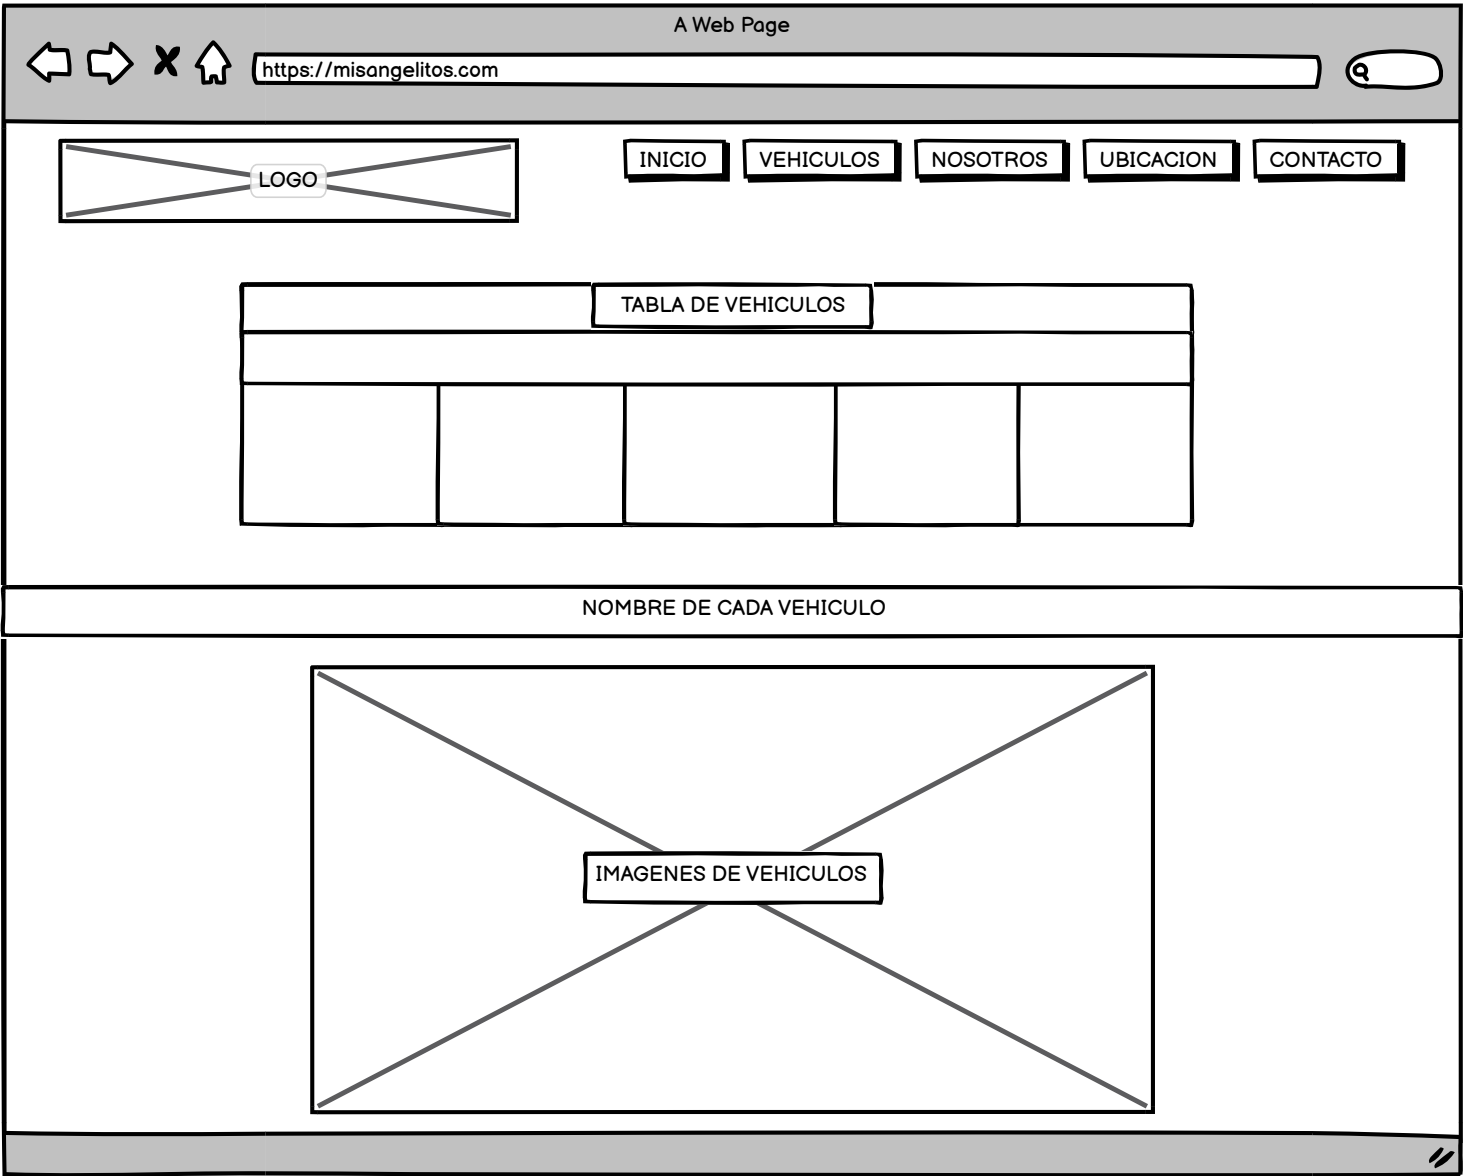 A Web Page
https://misangelitos.com
LOGO
INICIO
VEHICULOS
NOSOTROS
UBICACION
CONTACTO
TABLA DE VEHICULOS
NOMBRE DE CADA VEHICULO
IMAGENES DE VEHICULOS